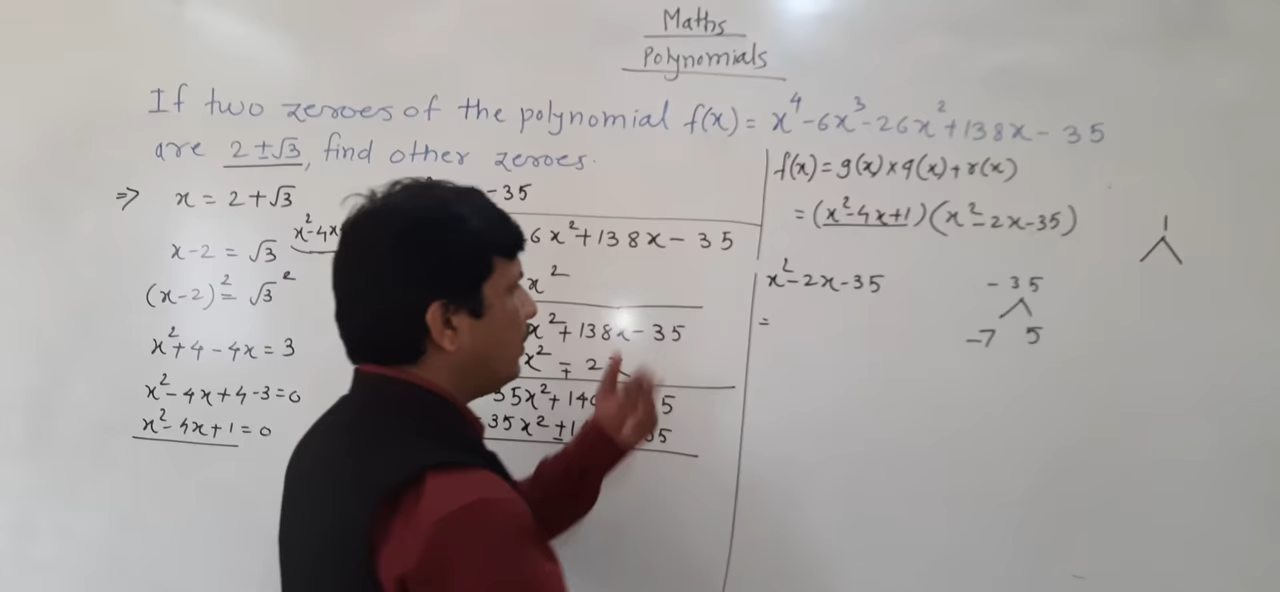 Maths
Polynomials
If two zeroes of the polynomial f(x) = x⁴-6x³-26x²+138x-35
are 2±√3, find other zeroes.
⇒ x = 2+√3
x-2 = √3
(x-2)² = √3²
x²+4-4x = 3
x²-4x+4-3=0
x²-4x+1=0
-35
x²-4x
6x²+138x-35
x²
x²+138x-35
x² ∓ 2
35x²+140 5
35x² ±1 35
f(x) = g(x)×q(x)+r(x)
= (x²-4x+1)(x²-2x-35)
x²-2x-35
=
-35
-7 5
1